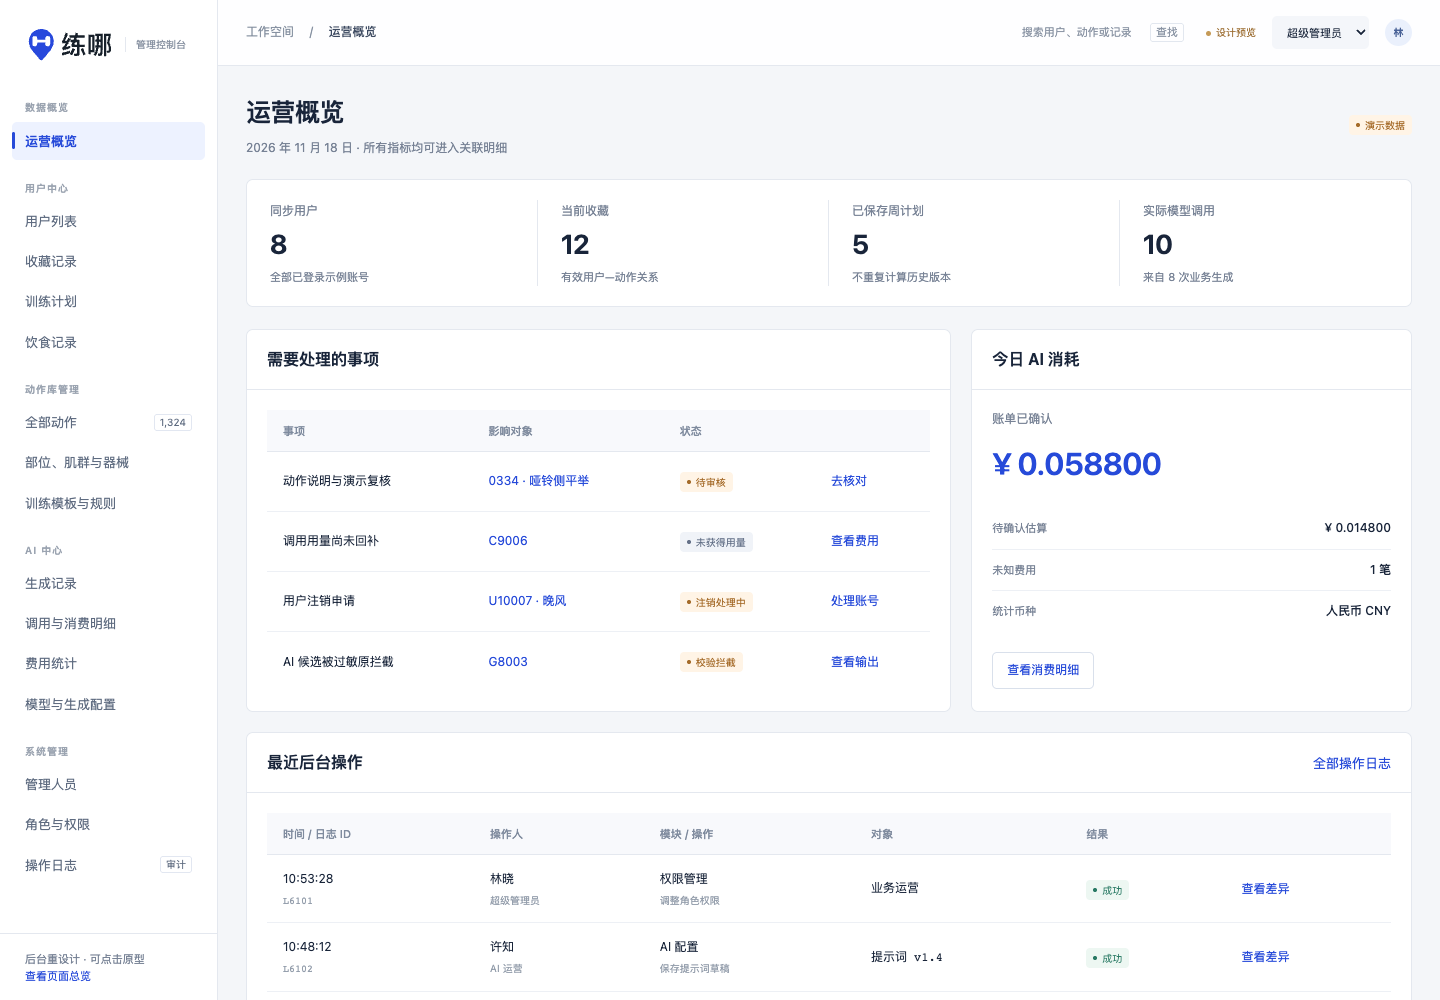 练哪 管理控制台
数据概览
运营概览
用户中心
用户列表
收藏记录
训练计划
饮食记录
动作库管理
全部动作 1,324
部位、肌群与器械
训练模板与规则
AI 中心
生成记录
调用与消费明细
费用统计
模型与生成配置
系统管理
管理人员
角色与权限
操作日志 审计
后台重设计 · 可点击原型
查看页面总览
工作空间 / 运营概览 搜索用户、动作或记录 查找 设计预览 超级管理员 林
运营概览
2026 年 11 月 18 日 · 所有指标均可进入关联明细
演示数据
同步用户 当前收藏 已保存周计划 实际模型调用
8 12 5 10
全部已登录示例账号 有效用户—动作关系 不重复计算历史版本 来自 8 次业务生成
需要处理的事项
事项 影响对象 状态
动作说明与演示复核 0334 · 哑铃侧平举 待审核 去核对
调用用量尚未回补 C9006 未获得用量 查看费用
用户注销申请 U10007 · 晚风 注销处理中 处理账号
AI 候选被过敏原拦截 G8003 校验拦截 查看输出
今日 AI 消耗
账单已确认
¥ 0.058800
待确认估算 ¥ 0.014800
未知费用 1 笔
统计币种 人民币 CNY
查看消费明细
最近后台操作 全部操作日志
时间 / 日志 ID 操作人 模块 / 操作 对象 结果
10:53:28 林晓 权限管理 业务运营 成功 查看差异
L6101 超级管理员 调整角色权限
10:48:12 许知 AI 配置 提示词 v1.4 成功 查看差异
L6102 AI 运营 保存提示词草稿